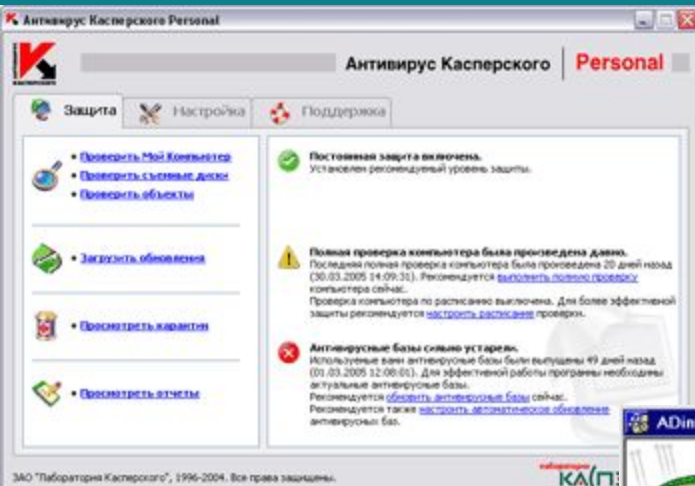 Антивирус Касперского Personal
Антивирус Касперского Personal
Защита
Настройка
Поддержка
• Проверить Мой Компьютер
• Проверить съемные диски
• Проверить объекты
• Загрузить обновления
• Просмотреть карантин
• Просмотреть отчеты
Постоянная защита включена.
Установлен рекомендуемый уровень защиты.
Полная проверка компьютера была произведена давно.
Последняя полная проверка компьютера была произведена 20 дней назад
(30.03.2005 14:09:31). Рекомендуется выполнить полную проверку
компьютера сейчас.
Проверка компьютера по расписанию выключена. Для более эффективной
защиты рекомендуется настроить расписание проверки.
Антивирусные базы сильно устарели.
Используемые вами антивирусные базы были выпущены 49 дней назад
(01.03.2005 12:08:01). Для эффективной работы программы необходимы
актуальные антивирусные базы.
Рекомендуется обновить антивирусные базы сейчас.
Рекомендуется также настроить автоматическое обновление
антивирусных баз.
ADin
ЗАО "Лаборатория Касперского", 1996-2004. Все права защищены.
лаборатория